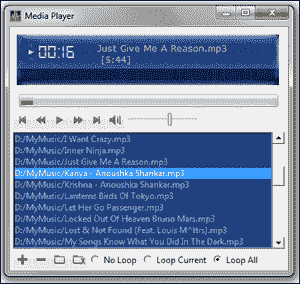 Media Player
00:16
Just Give Me A Reason.mp3
[5:44]
D:/MyMusic/I Want Crazy.mp3
D:/MyMusic/Inner Ninja.mp3
D:/MyMusic/Just Give Me A Reason.mp3
D:/MyMusic/Kanya - Anoushka Shankar.mp3
D:/MyMusic/Krishna - Anoushka Shankar.mp3
D:/MyMusic/Lanterns Birds Of Tokyo.mp3
D:/MyMusic/Let Her Go Passenger.mp3
D:/MyMusic/Locked Out Of Heaven Bruno Mars.mp3
D:/MyMusic/Lost & Not Found [Feat. Louis M^ttrs].mp3
D:/MyMusic/My Songs Know What You Did In The Dark.mp3
No Loop
Loop Current
Loop All